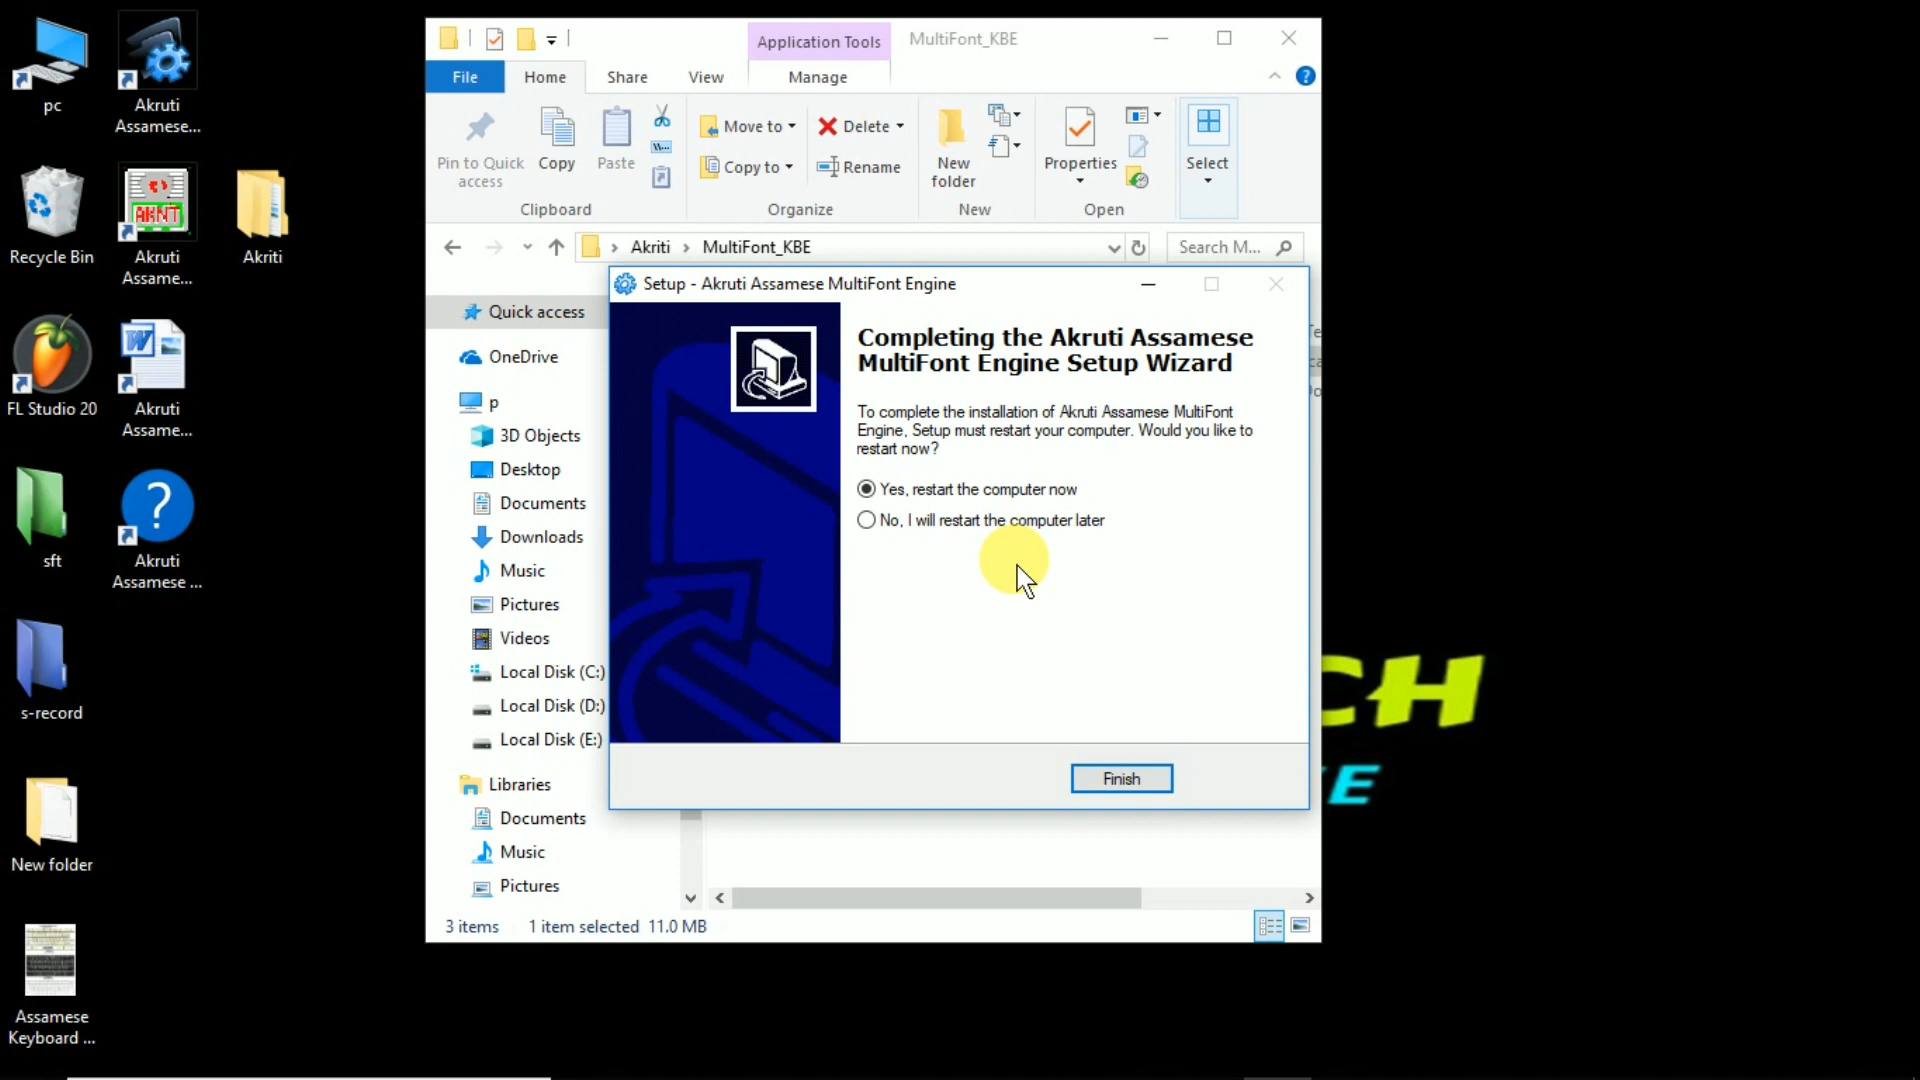 pc
Akruti
Assamese...
Recycle Bin
AKNT
Akruti
Assame...
Akriti
FL Studio 20
Akruti
Assame...
sft
Akruti
Assamese ...
s-record
New folder
Assamese
Keyboard ...
Application Tools
MultiFont_KBE
File
Home
Share
View
Manage
Pin to Quick
access
Copy
Paste
Clipboard
Move to
Copy to
Delete
Rename
Organize
New
folder
New
Properties
Open
Select
Akriti > MultiFont_KBE
Search M...
Quick access
OneDrive
p
3D Objects
Desktop
Documents
Downloads
Music
Pictures
Videos
Local Disk (C:)
Local Disk (D:)
Local Disk (E:)
Libraries
Documents
Music
Pictures
3 items
1 item selected 11.0 MB
Setup - Akruti Assamese MultiFont Engine
Completing the Akruti Assamese
MultiFont Engine Setup Wizard
To complete the installation of Akruti Assamese MultiFont
Engine, Setup must restart your computer. Would you like to
restart now?
Yes, restart the computer now
No, I will restart the computer later
Finish
CH
E